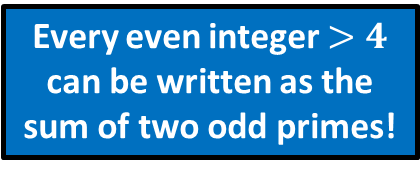 Every even integer > 4
can be written as the
sum of two odd primes!